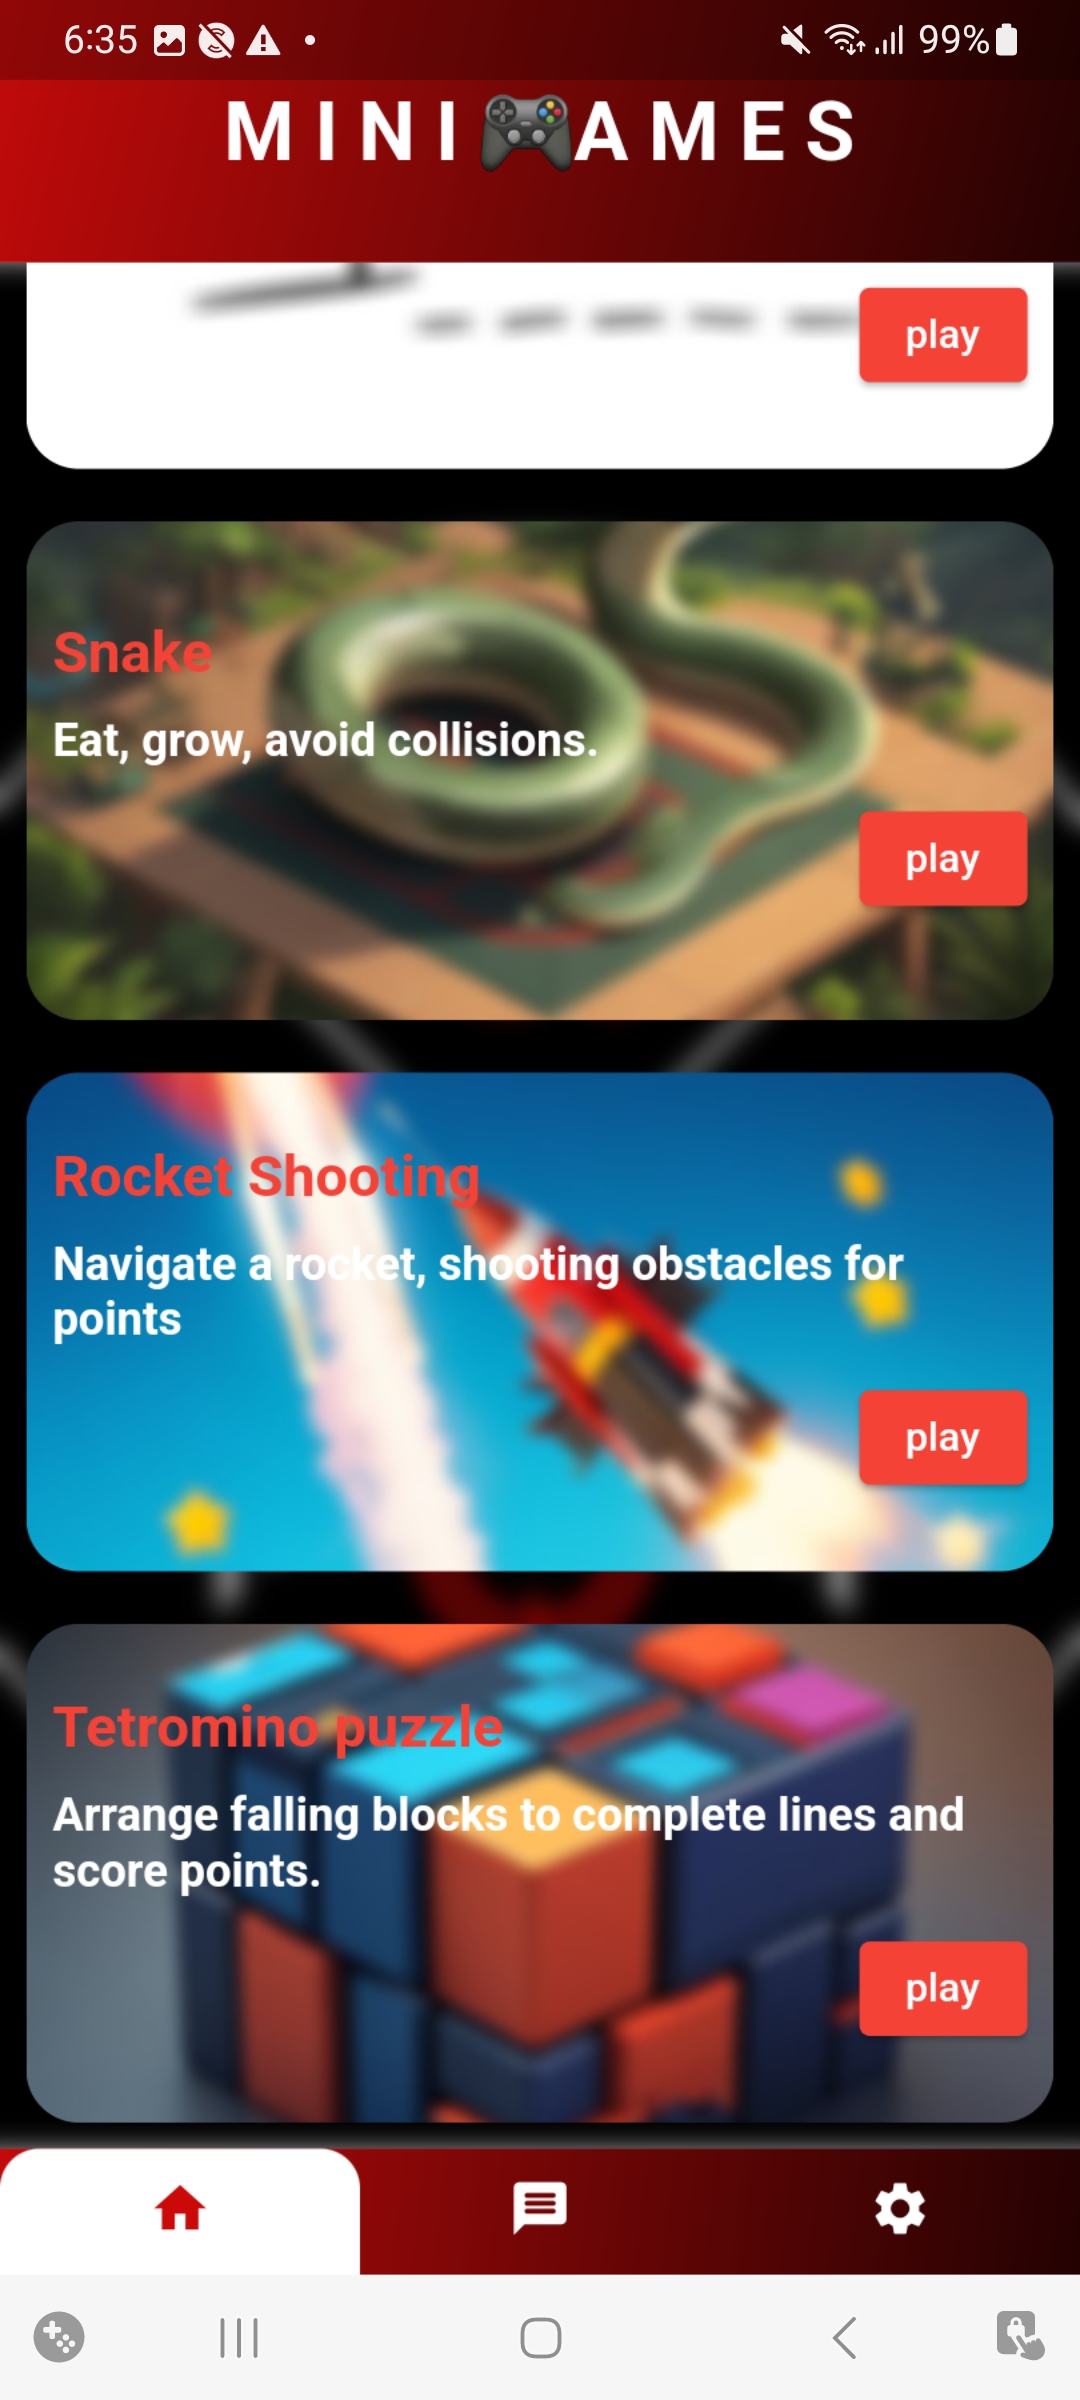 6:35 99%
MINI🎮AMES
play
Snake
Eat, grow, avoid collisions.
play
Rocket Shooting
Navigate a rocket, shooting obstacles for
points
play
Tetromino puzzle
Arrange falling blocks to complete lines and
score points.
play